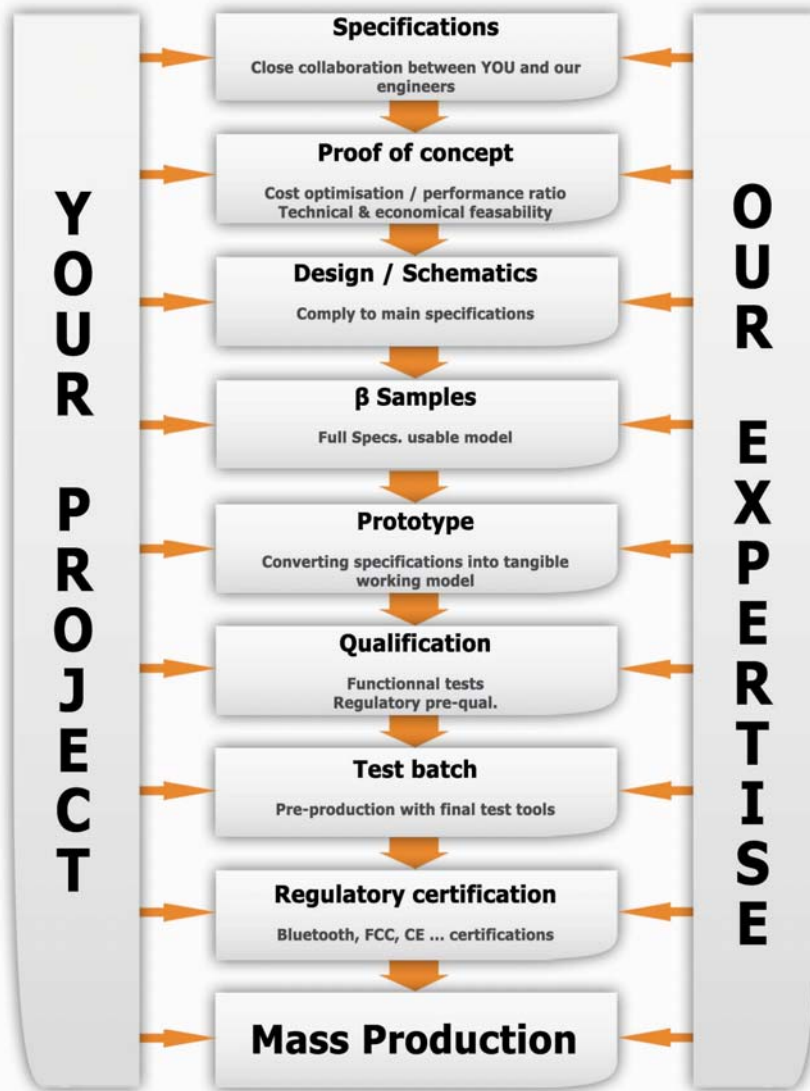 YOUR PROJECT
Specifications
Close collaboration between YOU and our
engineers
Proof of concept
Cost optimisation / performance ratio
Technical & economical feasability
Design / Schematics
Comply to main specifications
β Samples
Full Specs. usable model
Prototype
Converting specifications into tangible
working model
Qualification
Functionnal tests
Regulatory pre-qual.
Test batch
Pre-production with final test tools
Regulatory certification
Bluetooth, FCC, CE ... certifications
Mass Production
OUR EXPERTISE